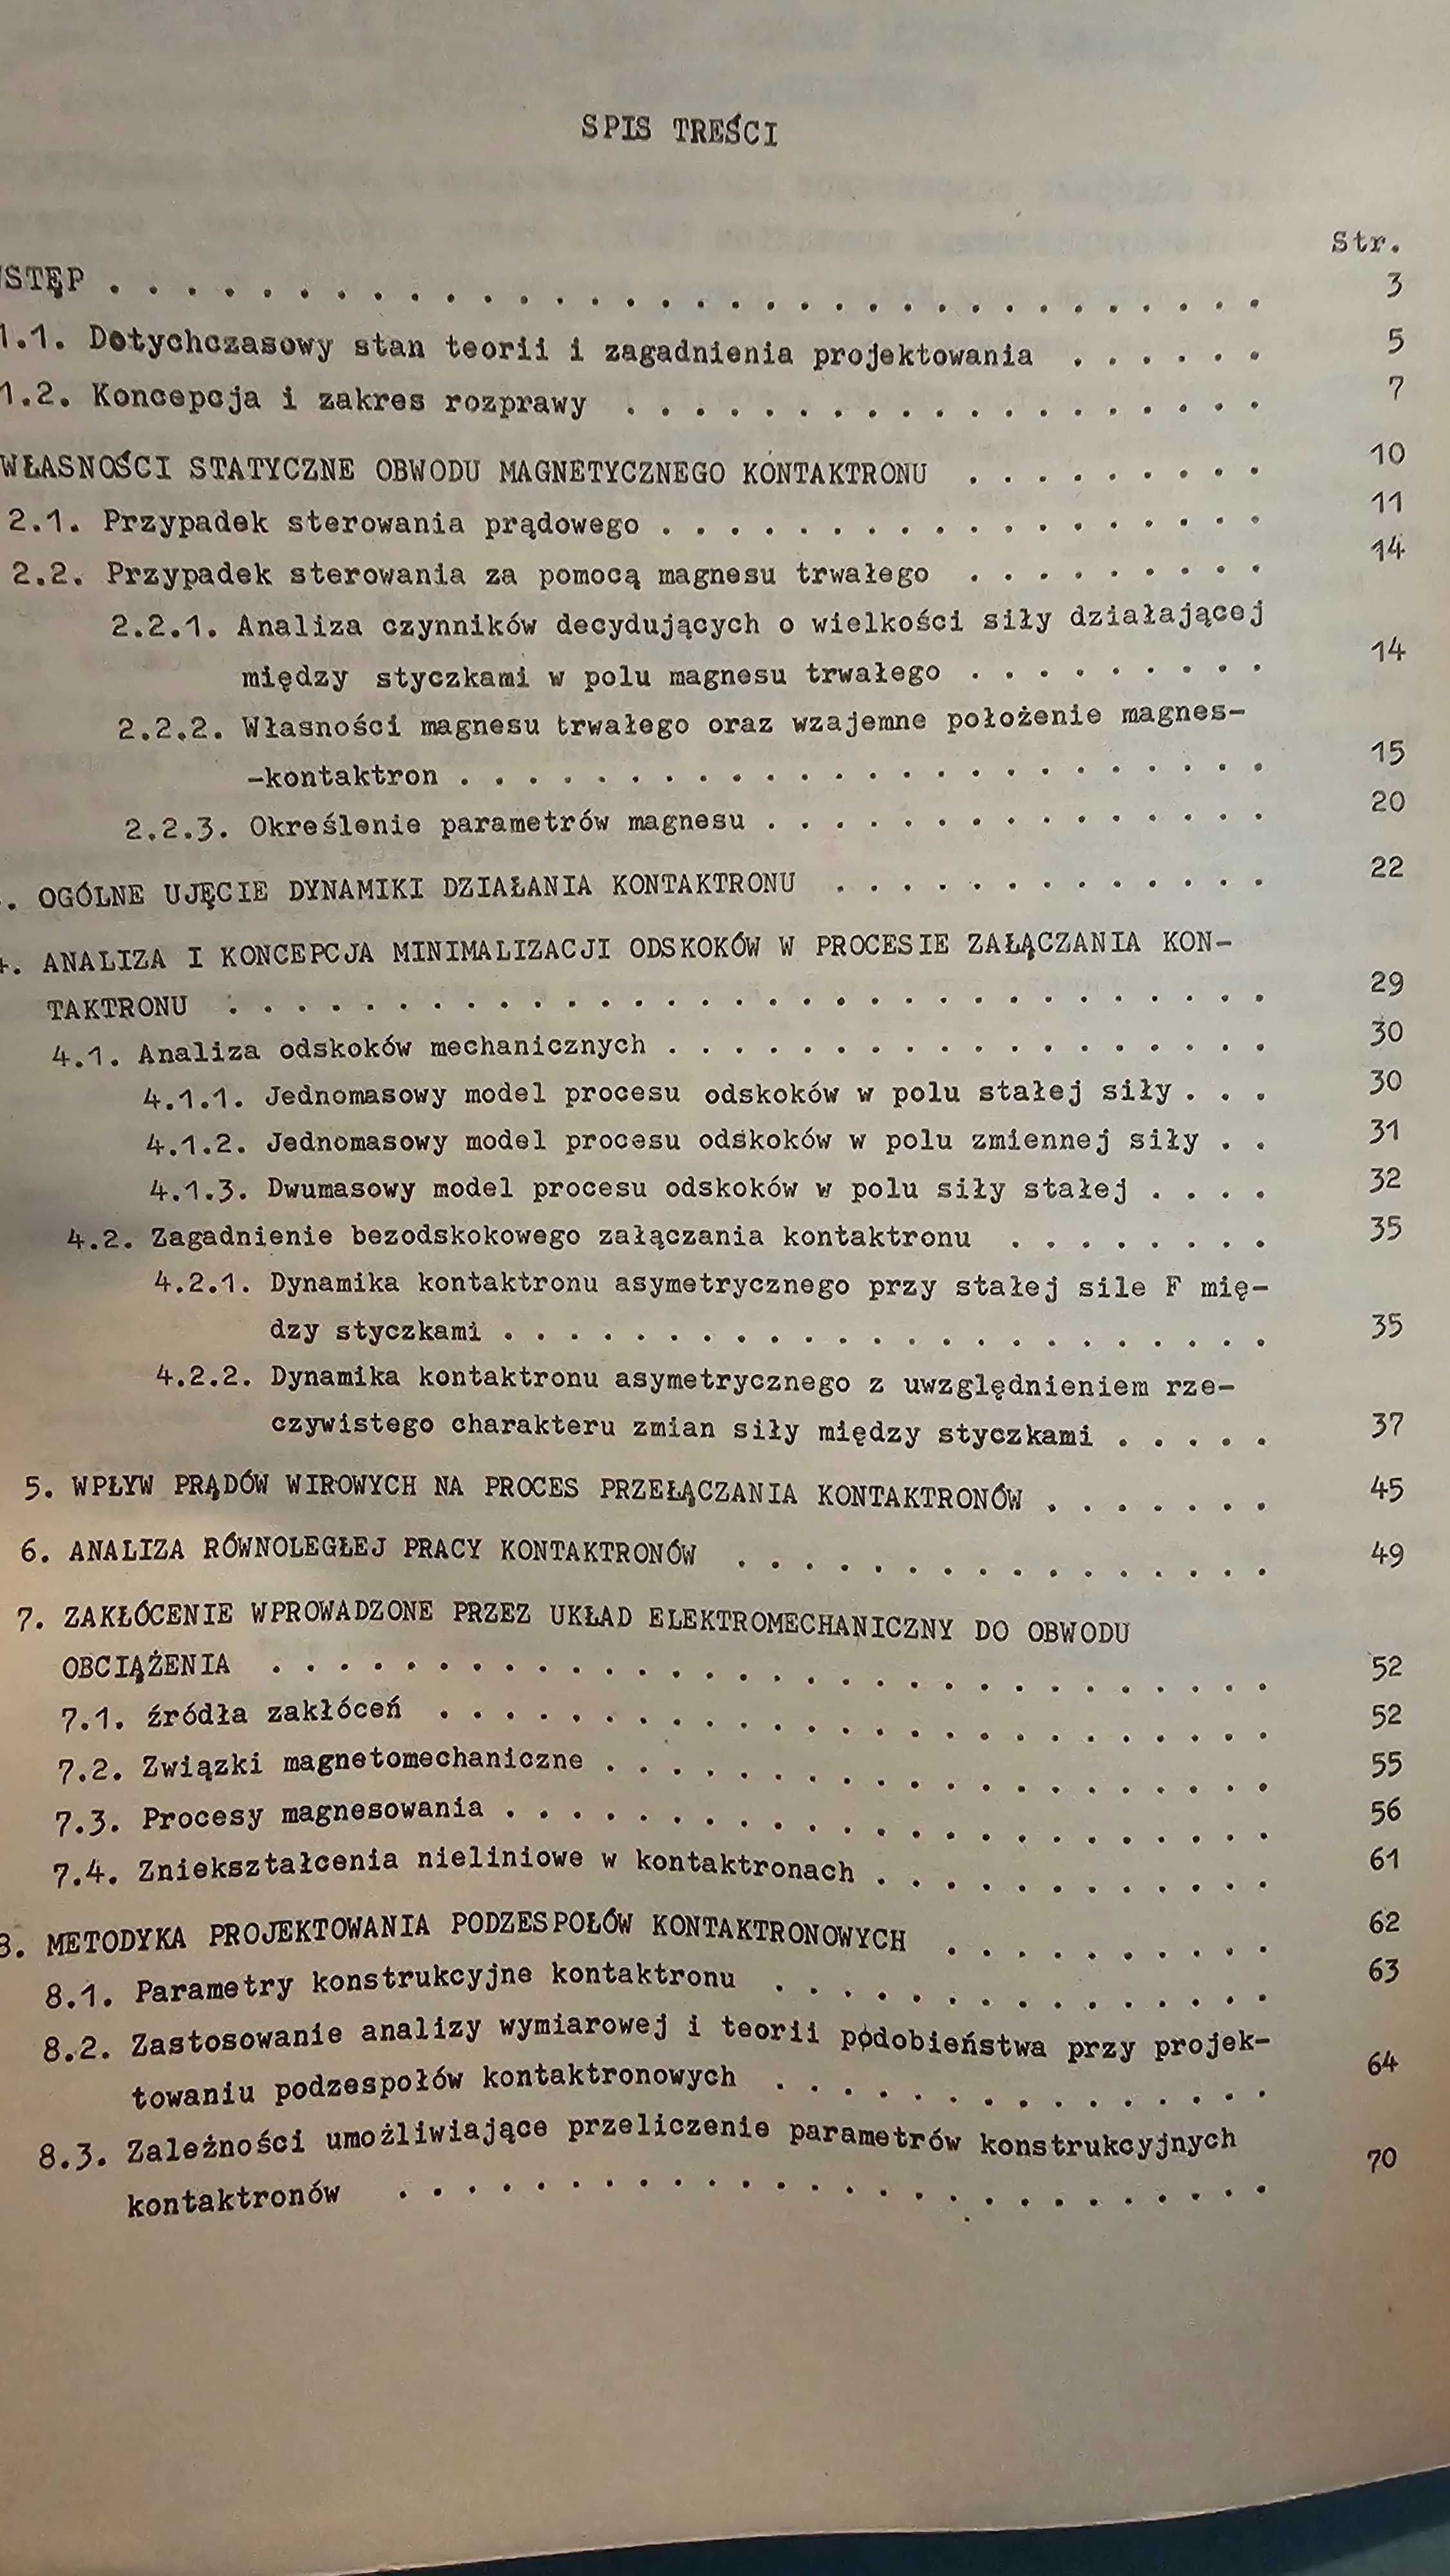 SPIS TREŚCI
Str.
WSTĘP . . . . . . . . . . . . . . . . . . . . . . . . . . . . . . . . 3
1.1. Dotychczasowy stan teorii i zagadnienia projektowania . . . . . . 5
1.2. Koncepcja i zakres rozprawy . . . . . . . . . . . . . . . . . . . 7
WŁASNOŚCI STATYCZNE OBWODU MAGNETYCZNEGO KONTAKTRONU . . . . . . . . . 10
2.1. Przypadek sterowania prądowego . . . . . . . . . . . . . . . . . . 11
2.2. Przypadek sterowania za pomocą magnesu trwałego . . . . . . . . . 14
2.2.1. Analiza czynników decydujących o wielkości siły działającej
między styczkami w polu magnesu trwałego . . . . . . . . . 14
2.2.2. Własności magnesu trwałego oraz wzajemne położenie magnes-
-kontaktron . . . . . . . . . . . . . . . . . . . . . . . . 15
2.2.3. Określenie parametrów magnesu . . . . . . . . . . . . . . . 20
. OGÓLNE UJĘCIE DYNAMIKI DZIAŁANIA KONTAKTRONU . . . . . . . . . . . . . 22
4. ANALIZA I KONCEPCJA MINIMALIZACJI ODSKOKÓW W PROCESIE ZAŁĄCZANIA KON-
TAKTRONU . . . . . . . . . . . . . . . . . . . . . . . . . . . . . . . 29
4.1. Analiza odskoków mechanicznych . . . . . . . . . . . . . . . . . . 30
4.1.1. Jednomasowy model procesu odskoków w polu stałej siły . . . 30
4.1.2. Jednomasowy model procesu odskoków w polu zmiennej siły . . 31
4.1.3. Dwumasowy model procesu odskoków w polu siły stałej . . . . 32
4.2. Zagadnienie bezodskokowego załączania kontaktronu . . . . . . . . 35
4.2.1. Dynamika kontaktronu asymetrycznego przy stałej sile F mię-
dzy styczkami . . . . . . . . . . . . . . . . . . . . . . . 35
4.2.2. Dynamika kontaktronu asymetrycznego z uwzględnieniem rze-
czywistego charakteru zmian siły między styczkami . . . . . 37
5. WPŁYW PRĄDÓW WIROWYCH NA PROCES PRZEŁĄCZANIA KONTAKTRONÓW . . . . . . . 45
6. ANALIZA RÓWNOLEGŁEJ PRACY KONTAKTRONÓW . . . . . . . . . . . . . . . . 49
7. ZAKŁÓCENIE WPROWADZONE PRZEZ UKŁAD ELEKTROMECHANICZNY DO OBWODU
OBCIĄŻENIA . . . . . . . . . . . . . . . . . . . . . . . . . . . . . . 52
7.1. źródła zakłóceń . . . . . . . . . . . . . . . . . . . . . . . . . 52
7.2. Związki magnetomechaniczne . . . . . . . . . . . . . . . . . . . . 55
7.3. Procesy magnesowania . . . . . . . . . . . . . . . . . . . . . . . 56
7.4. Zniekształcenia nieliniowe w kontaktronach . . . . . . . . . . . . 61
8. METODYKA PROJEKTOWANIA PODZESPOŁÓW KONTAKTRONOWYCH . . . . . . . . . . 62
8.1. Parametry konstrukcyjne kontaktronu . . . . . . . . . . . . . . . 63
8.2. Zastosowanie analizy wymiarowej i teorii podobieństwa przy projek-
towaniu podzespołów kontaktronowych . . . . . . . . . . . . . . . 64
8.3. Zależności umożliwiające przeliczenie parametrów konstrukcyjnych
kontaktronów . . . . . . . . . . . . . . . . . . . . . . . . . . 70